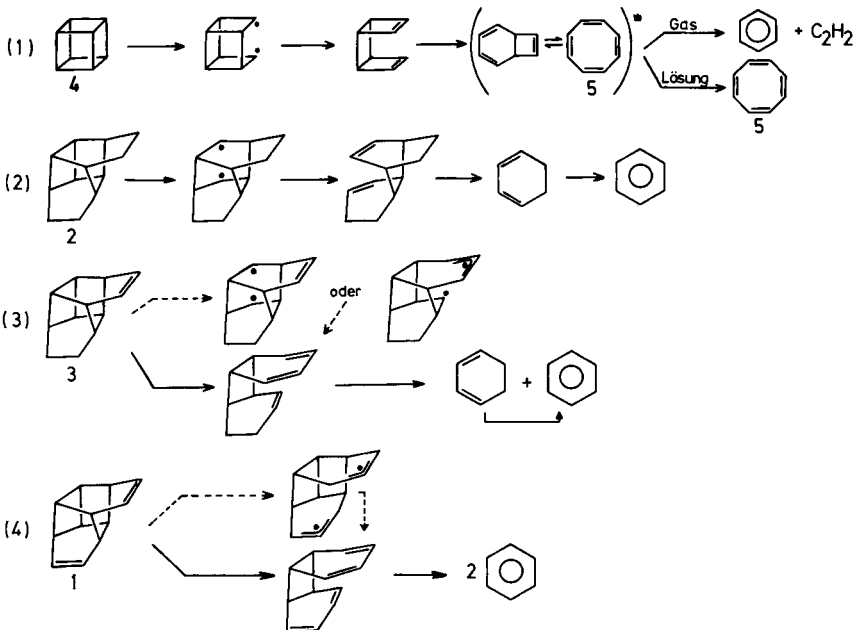 (1) 4 5 * Gas + C₂H₂
Lösung 5
(2) 2
(3) oder
3 +
(4)
1 2